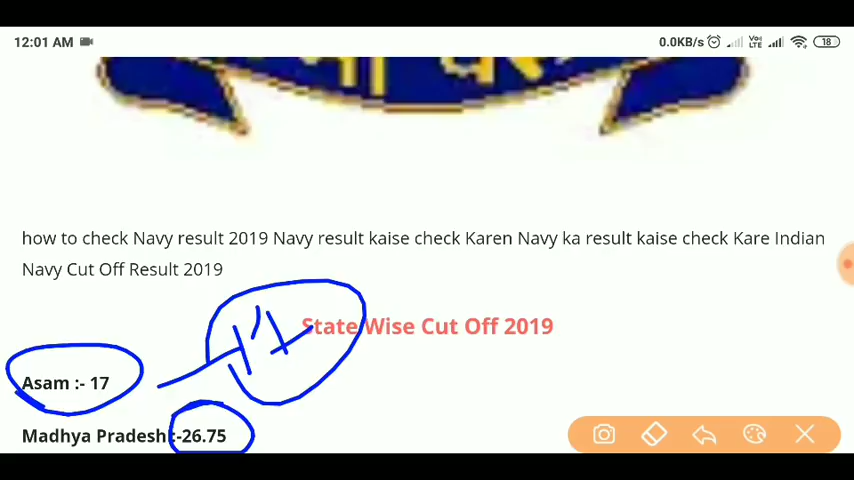 12:01 AM 0.0KB/s Vo) LTE 18
how to check Navy result 2019 Navy result kaise check Karen Navy ka result kaise check Kare Indian
Navy Cut Off Result 2019
State Wise Cut Off 2019
17
Asam :- 17
Madhya Pradesh:-26.75